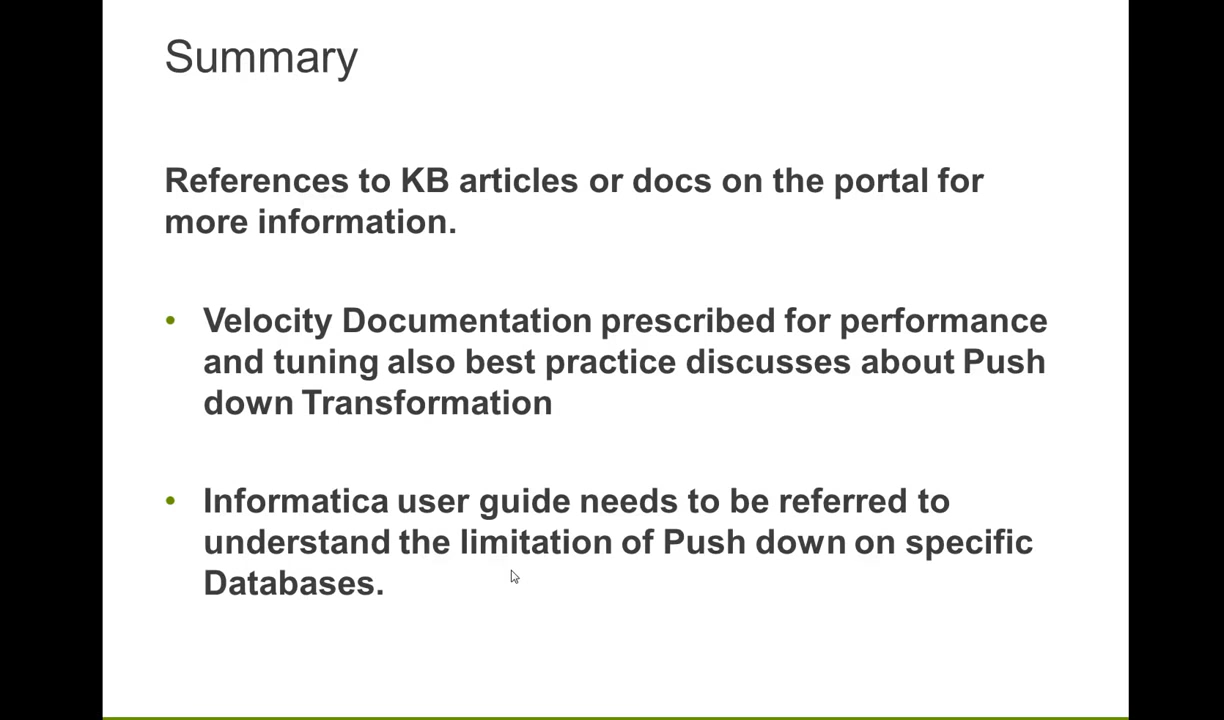 Summary
References to KB articles or docs on the portal for
more information.
• Velocity Documentation prescribed for performance
and tuning also best practice discusses about Push
down Transformation
• Informatica user guide needs to be referred to
understand the limitation of Push down on specific
Databases.